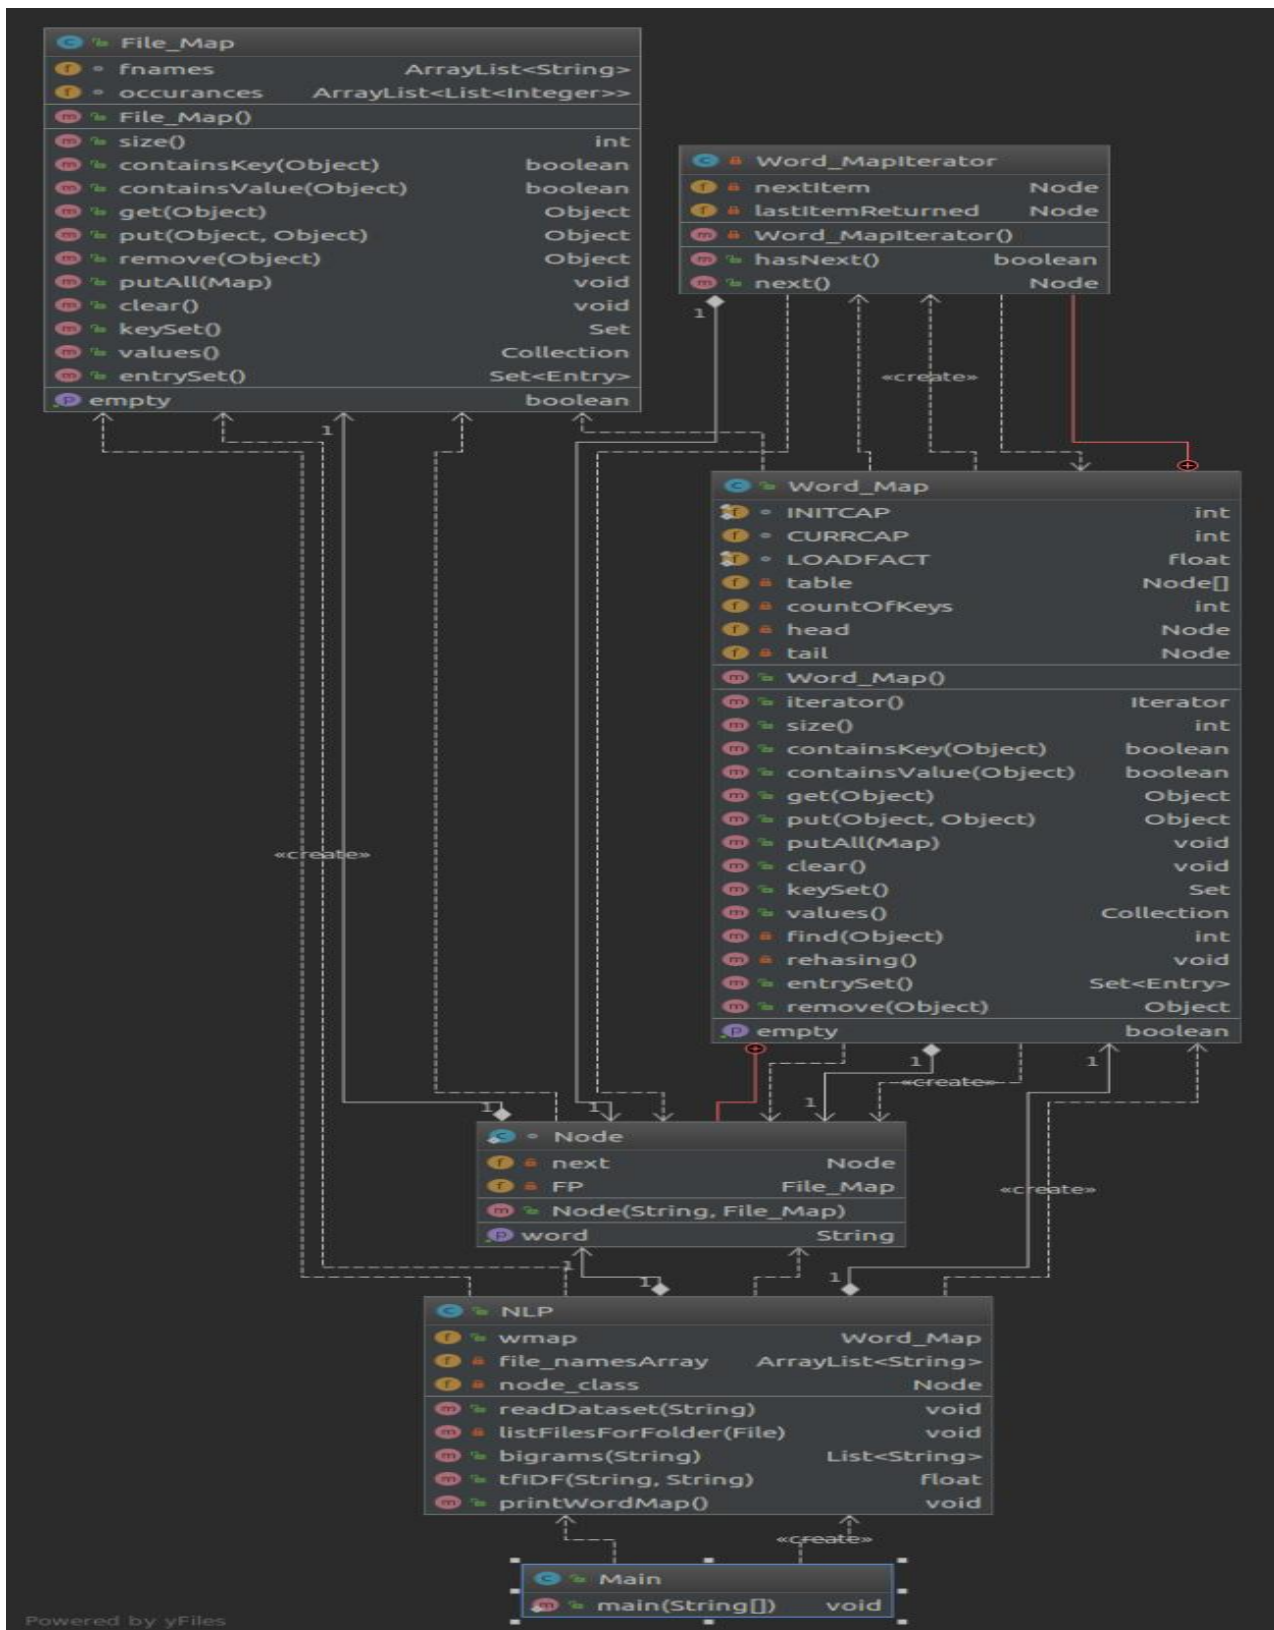 File_Map
fnames ArrayList<String>
occurances ArrayList<List<Integer>>
File_Map()
size() int
containsKey(Object) boolean
containsValue(Object) boolean
get(Object) Object
put(Object, Object) Object
remove(Object) Object
putAll(Map) void
clear() void
keySet() Set
values() Collection
entrySet() Set<Entry>
empty boolean
Word_MapIterator
nextItem Node
lastItemReturned Node
Word_MapIterator()
hasNext() boolean
next() Node
1
«create»
1
Word_Map
INITCAP int
CURRCAP int
LOADFACT float
table Node[]
countOfKeys int
head Node
tail Node
Word_Map()
iterator() Iterator
size() int
containsKey(Object) boolean
containsValue(Object) boolean
get(Object) Object
put(Object, Object) Object
putAll(Map) void
clear() void
keySet() Set
values() Collection
find(Object) int
rehasing() void
entrySet() Set<Entry>
remove(Object) Object
empty boolean
«create»
1
1
«create»
1
1
1
Node
next Node
FP File_Map
Node(String, File_Map)
word String
«create»
1
1
1
NLP
wmap Word_Map
file_namesArray ArrayList<String>
node_class Node
readDataset(String) void
listFilesForFolder(File) void
bigrams(String) List<String>
tfIDF(String, String) float
printWordMap() void
«create»
Main
main(String[]) void
Powered by yFiles